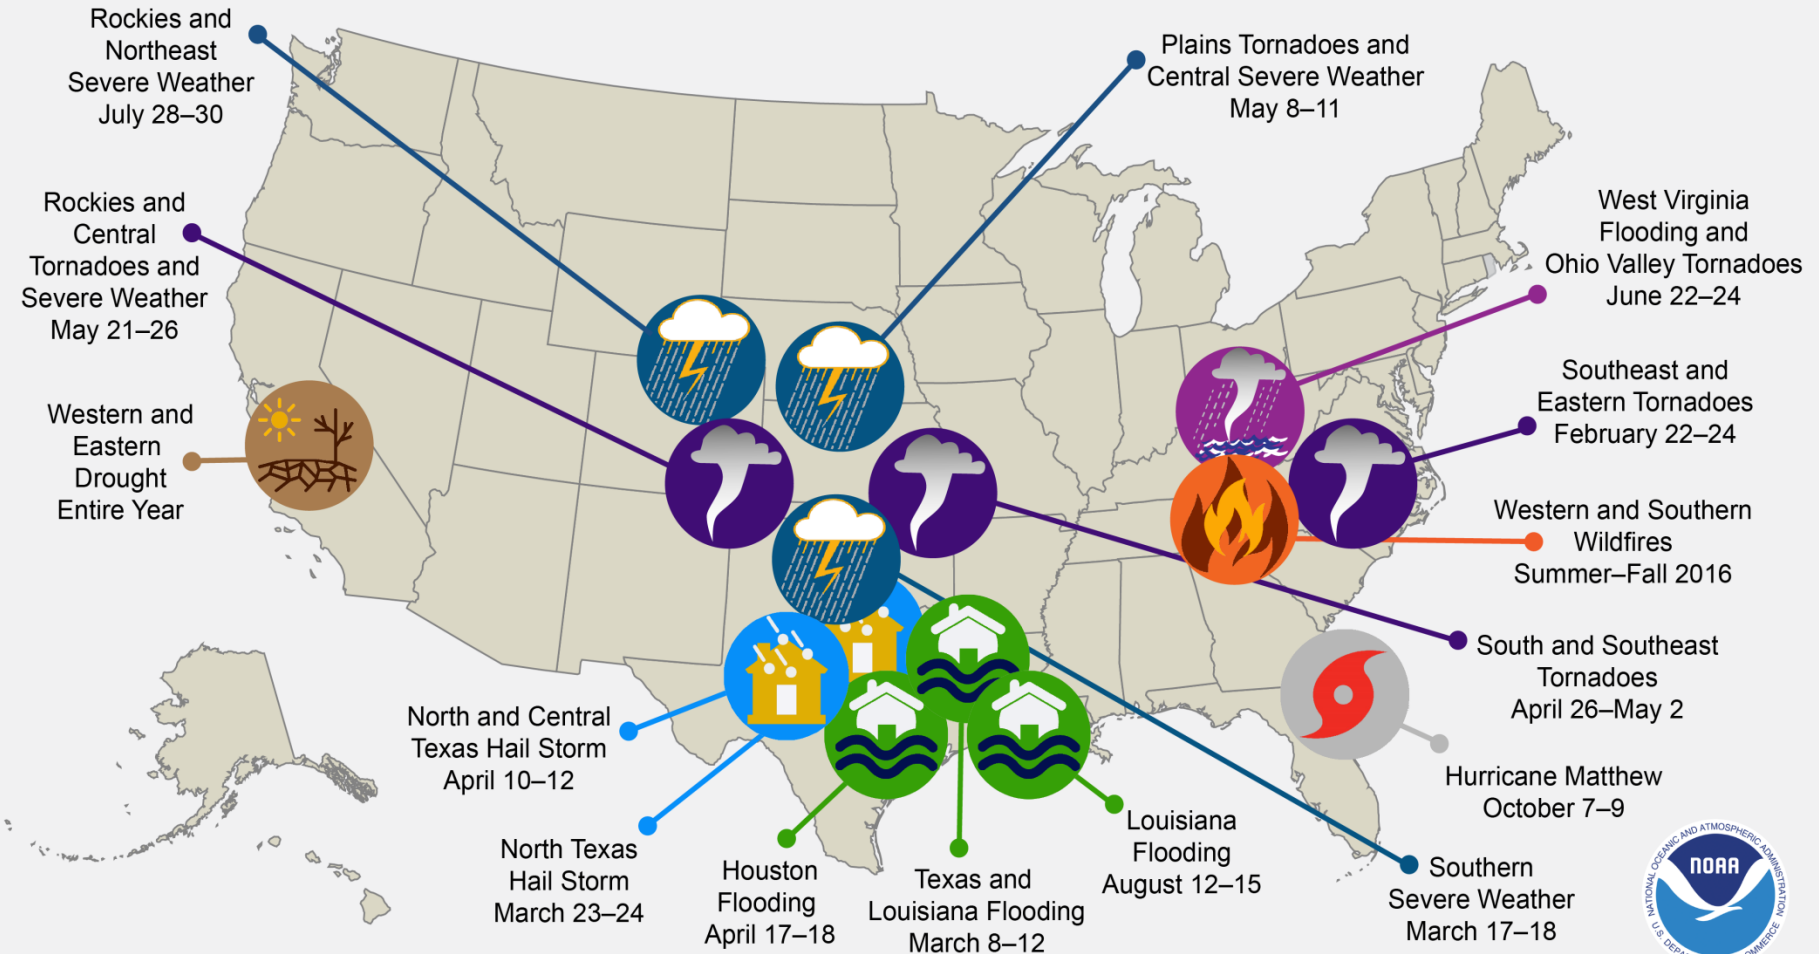 Rockies and
Northeast
Severe Weather
July 28–30
Plains Tornadoes and
Central Severe Weather
May 8–11
Rockies and
Central
Tornadoes and
Severe Weather
May 21–26
West Virginia
Flooding and
Ohio Valley Tornadoes
June 22–24
Western and
Eastern
Drought
Entire Year
Southeast and
Eastern Tornadoes
February 22–24
Western and Southern
Wildfires
Summer–Fall 2016
South and Southeast
Tornadoes
April 26–May 2
North and Central
Texas Hail Storm
April 10–12
Hurricane Matthew
October 7–9
North Texas
Hail Storm
March 23–24
Houston
Flooding
April 17–18
Texas and
Louisiana Flooding
March 8–12
Louisiana
Flooding
August 12–15
Southern
Severe Weather
March 17–18
NATIONAL OCEANIC AND ATMOSPHERIC ADMINISTRATION
NOAA
U.S.